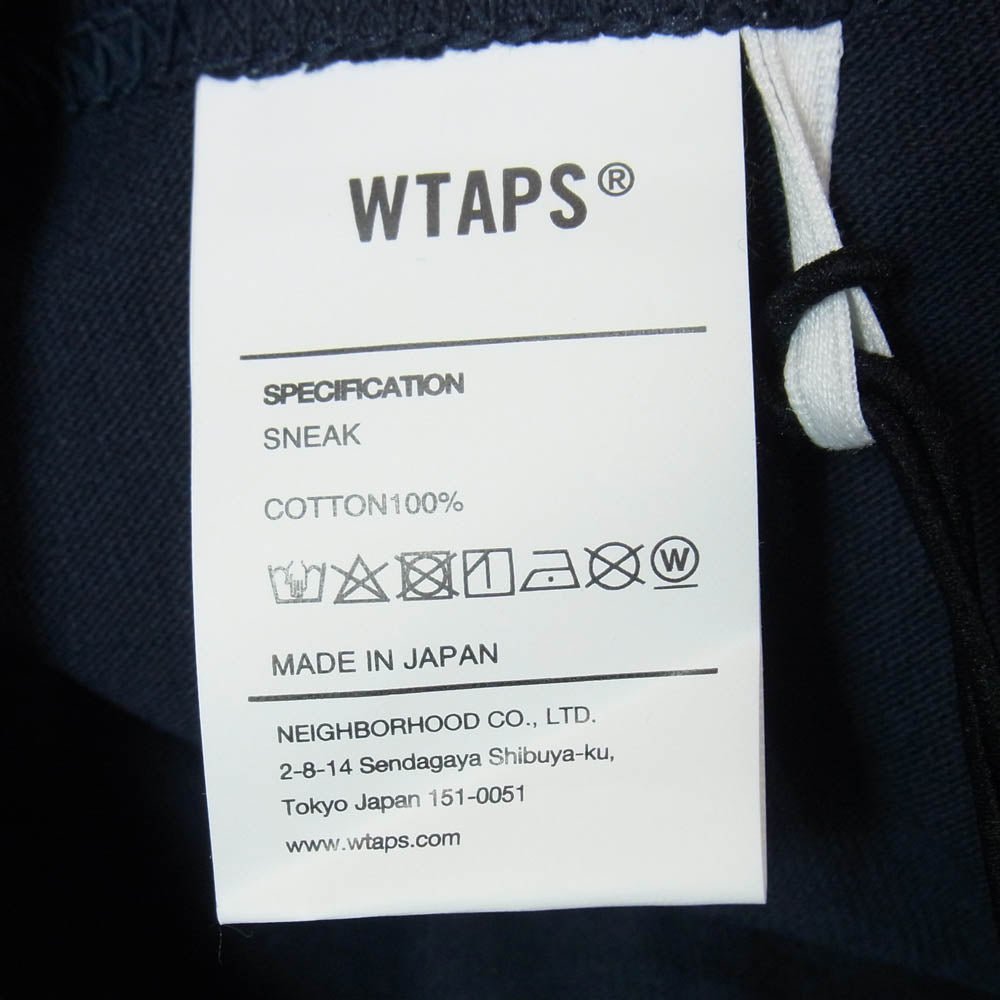 WTAPS®
SPECIFICATION
SNEAK
COTTON100%
W
MADE IN JAPAN
NEIGHBORHOOD CO., LTD.
2-8-14 Sendagaya Shibuya-ku,
Tokyo Japan 151-0051
www.wtaps.com